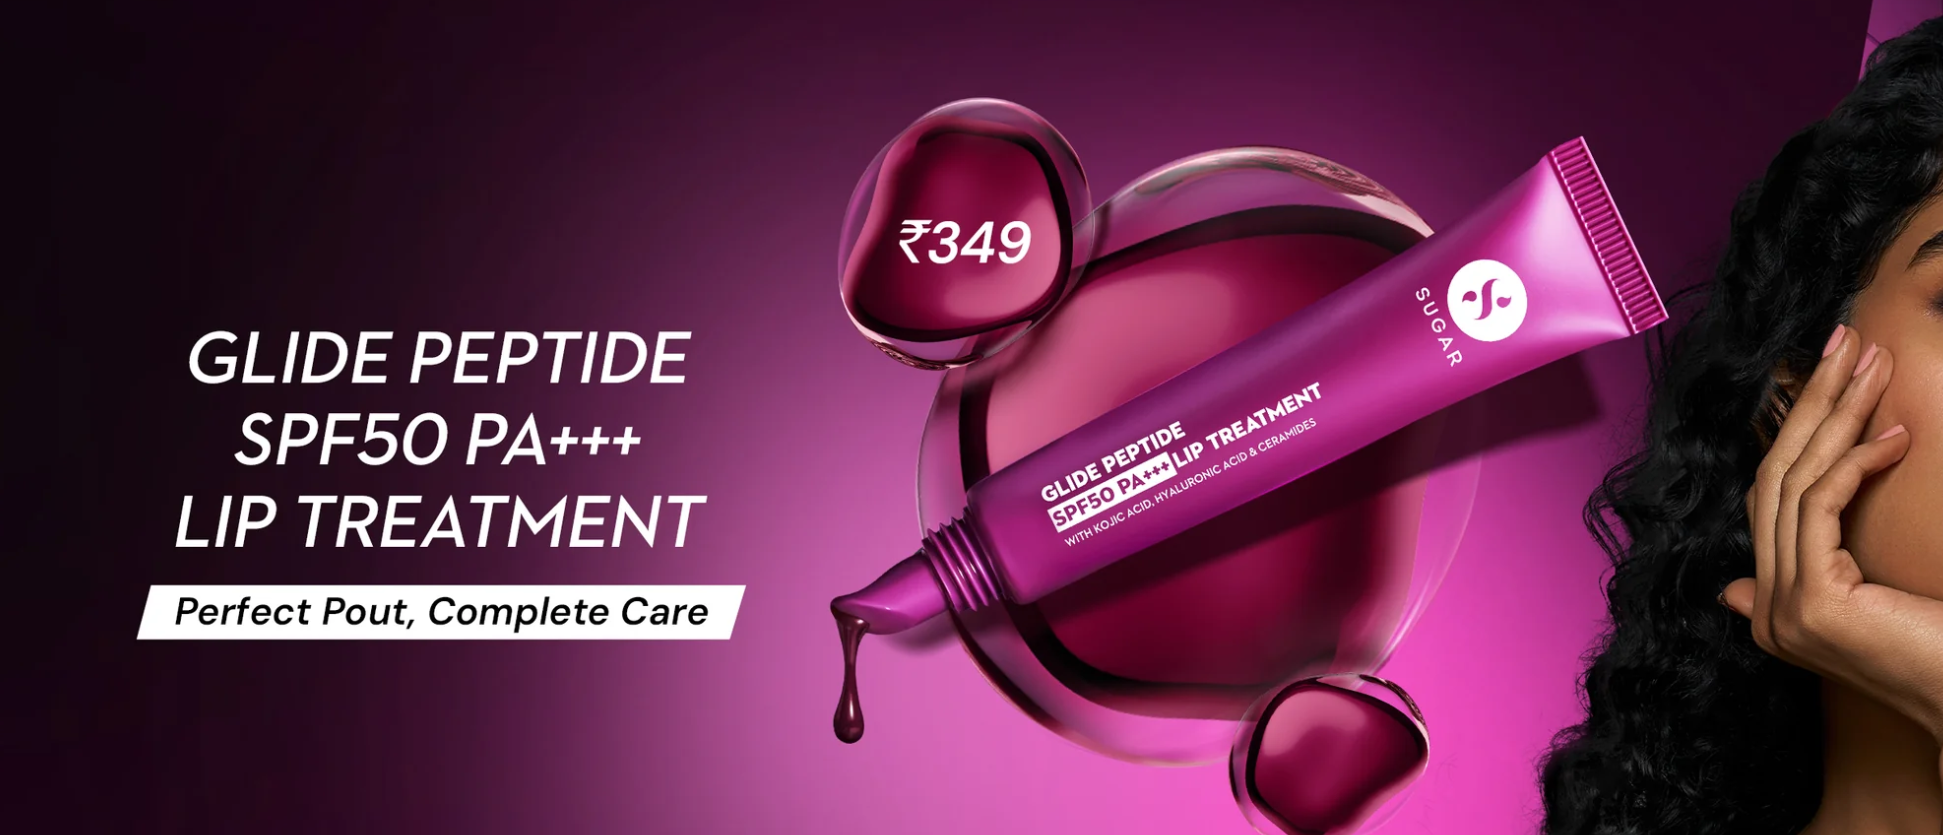 GLIDE PEPTIDE
SPF50 PA+++
LIP TREATMENT
Perfect Pout, Complete Care
₹349
SUGAR
GLIDE PEPTIDE
SPF50 PA+++ LIP TREATMENT
WITH KOJIC ACID, HYALURONIC ACID & CERAMIDES